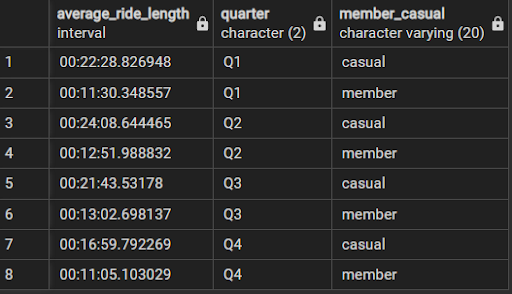 average_ride_length quarter member_casual
interval character (2) character varying (20)
1 00:22:28.826948 Q1 casual
2 00:11:30.348557 Q1 member
3 00:24:08.644465 Q2 casual
4 00:12:51.988832 Q2 member
5 00:21:43.53178 Q3 casual
6 00:13:02.698137 Q3 member
7 00:16:59.792269 Q4 casual
8 00:11:05.103029 Q4 member